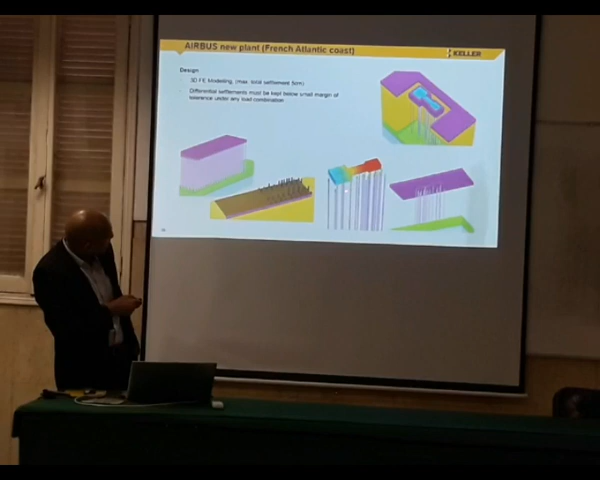 AIRBUS new plant (French Atlantic coast)
KELLER
Design
3D FE Modelling, (max. total settlement 5cm)
Differential settlements must be kept below small margin of
tolerance under any load combination